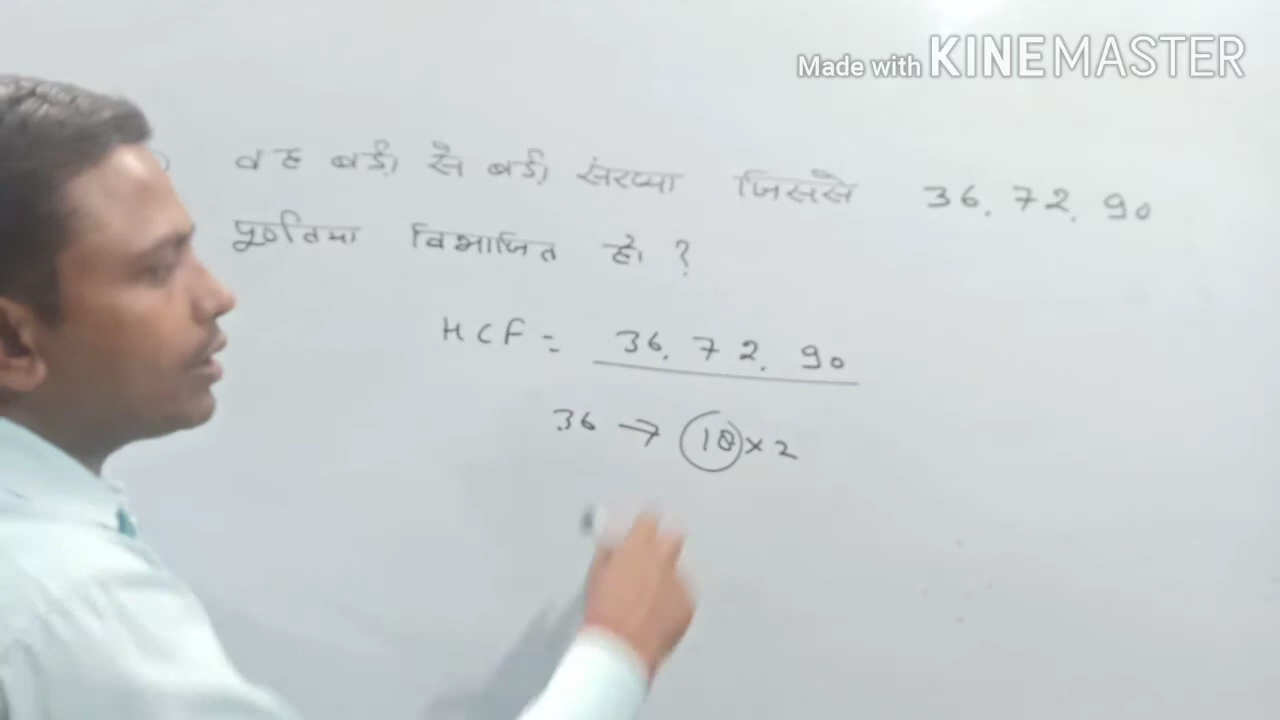 Made with KINEMASTER
वह बड़ी से बड़ी संख्या जिससे 36, 72, 90
पूर्णतया विभाजित हो ?
HCF = 36, 72, 90
36 → 18 × 2